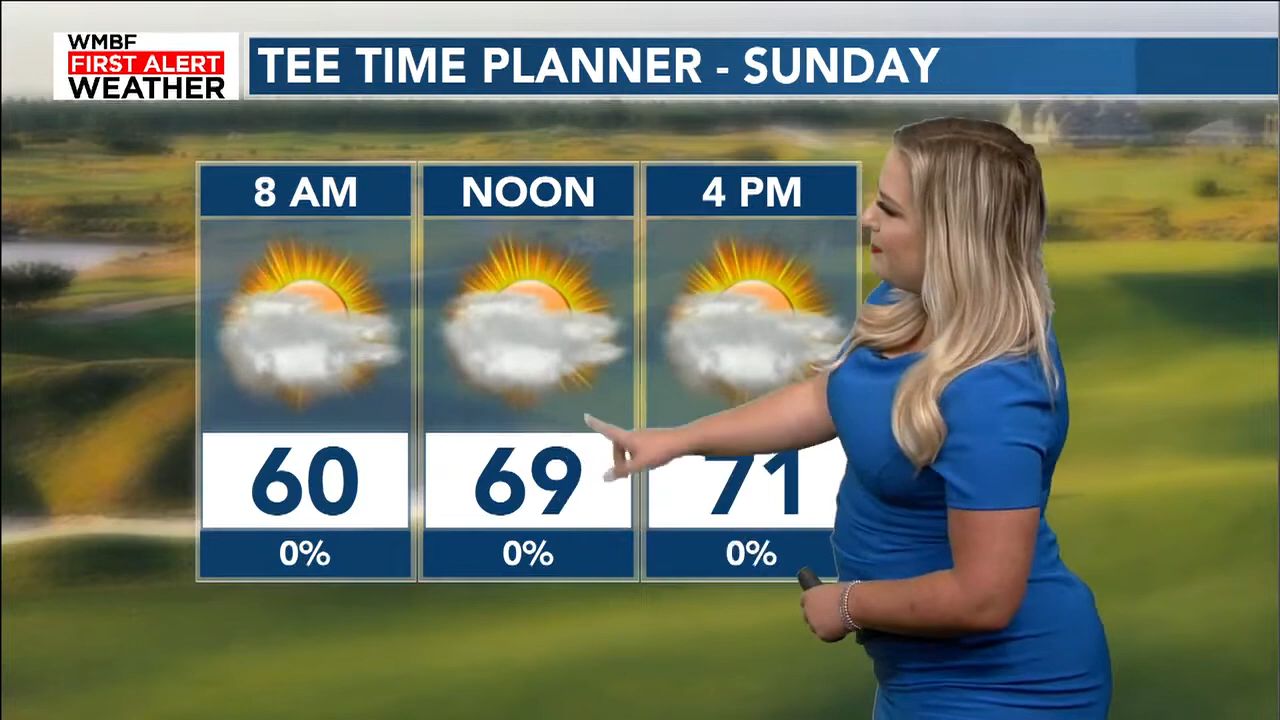 WMBF
FIRST ALERT
WEATHER
TEE TIME PLANNER - SUNDAY
8 AM
NOON
4 PM
60
69
71
0%
0%
0%